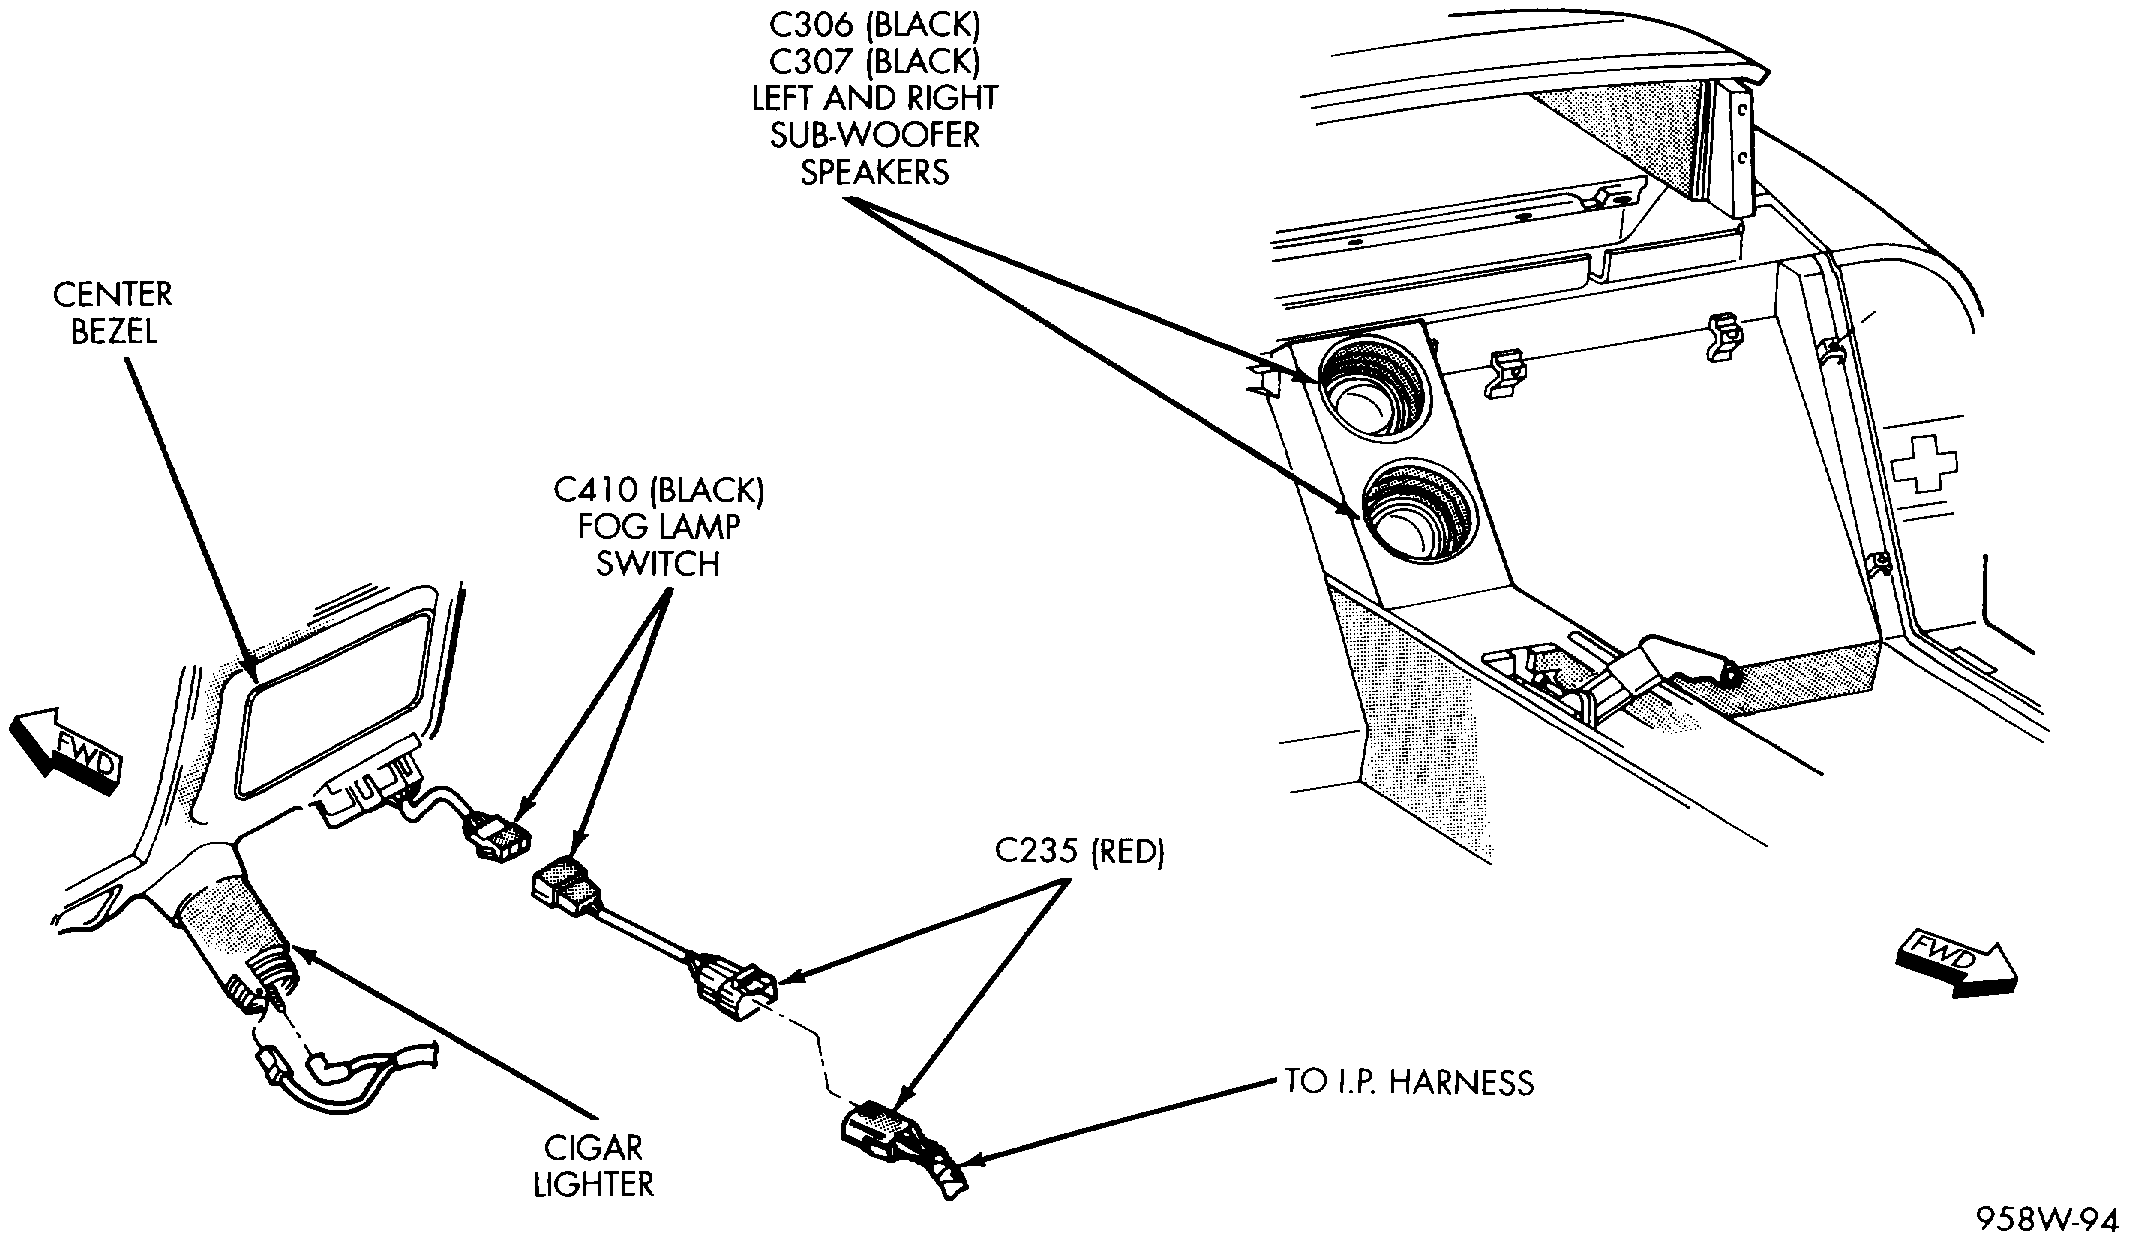 C306 (BLACK)
C307 (BLACK)
LEFT AND RIGHT
SUB-WOOFER
SPEAKERS
CENTER
BEZEL
C410 (BLACK)
FOG LAMP
SWITCH
FWD
C235 (RED)
FWD
TO I.P. HARNESS
CIGAR
LIGHTER
958W-94